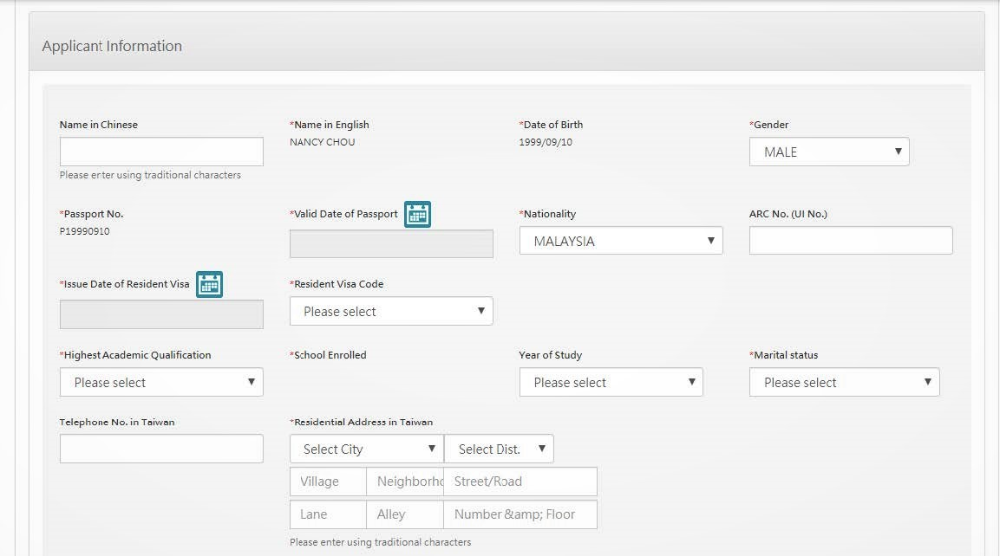 Applicant Information
Name in Chinese
*Name in English
*Date of Birth
*Gender
NANCY CHOU
1999/09/10
MALE
Please enter using traditional characters
*Passport No.
*Valid Date of Passport
*Nationality
ARC No. (UI No.)
P19990910
MALAYSIA
*Issue Date of Resident Visa
*Resident Visa Code
Please select
*Highest Academic Qualification
*School Enrolled
Year of Study
*Marital status
Please select
Please select
Please select
Telephone No. in Taiwan
*Residential Address in Taiwan
Select City
Select Dist.
Village
Neighborho
Street/Road
Lane
Alley
Number &amp; Floor
Please enter using traditional characters